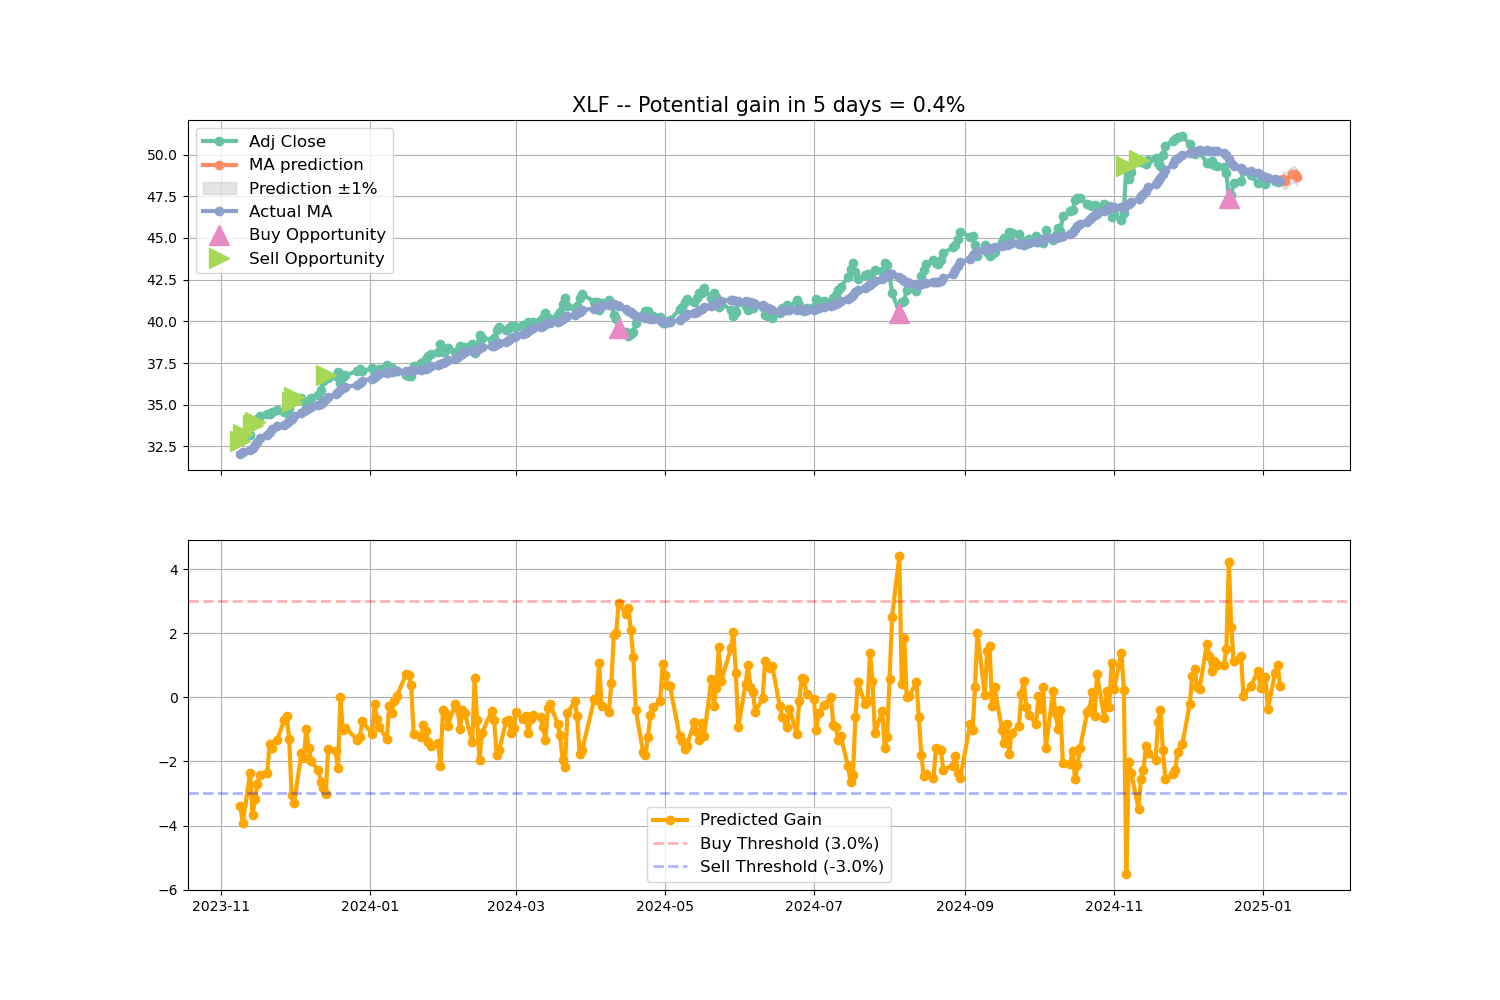 XLF -- Potential gain in 5 days = 0.4%
Adj Close
MA prediction
Prediction ±1%
Actual MA
Buy Opportunity
Sell Opportunity
50.0
47.5
45.0
42.5
40.0
37.5
35.0
32.5
4
2
0
−2
−4
−6
Predicted Gain
Buy Threshold (3.0%)
Sell Threshold (-3.0%)
2023-11 2024-01 2024-03 2024-05 2024-07 2024-09 2024-11 2025-01